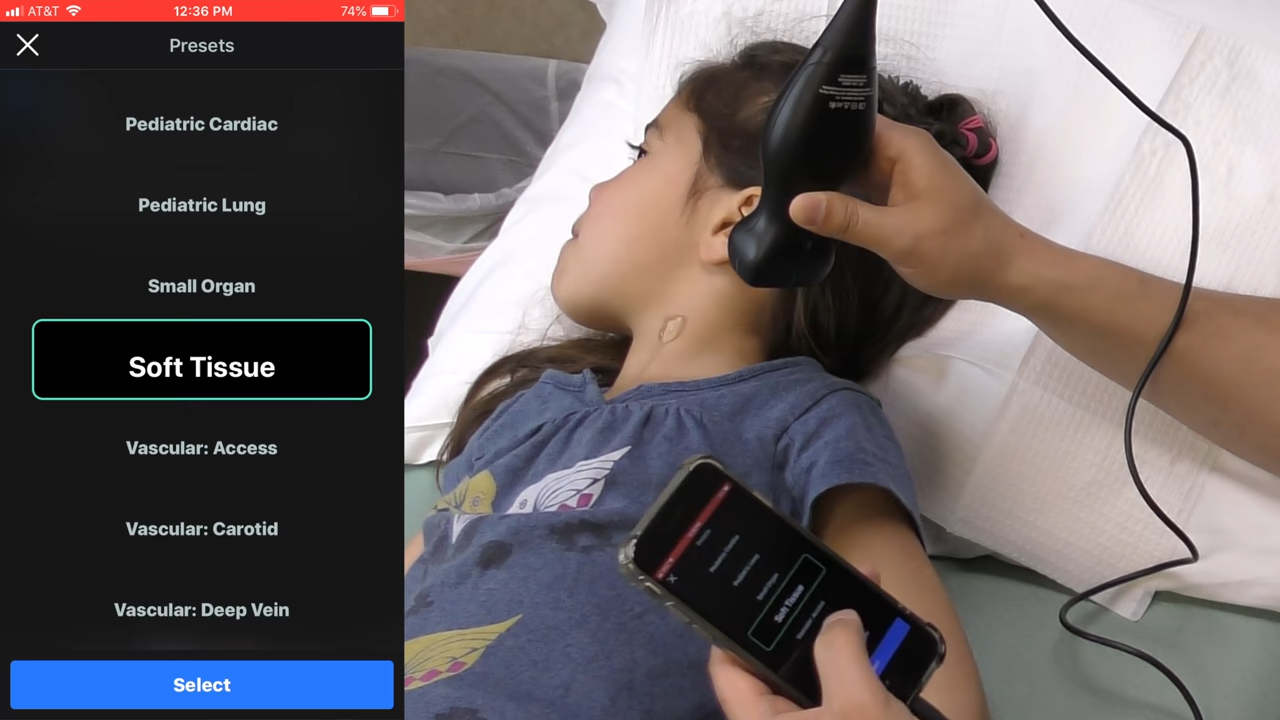 AT&T 12:36 PM 74%
Presets
Pediatric Cardiac
Pediatric Lung
Small Organ
Soft Tissue
Vascular: Access
Vascular: Carotid
Vascular: Deep Vein
Select
Soft Tissue